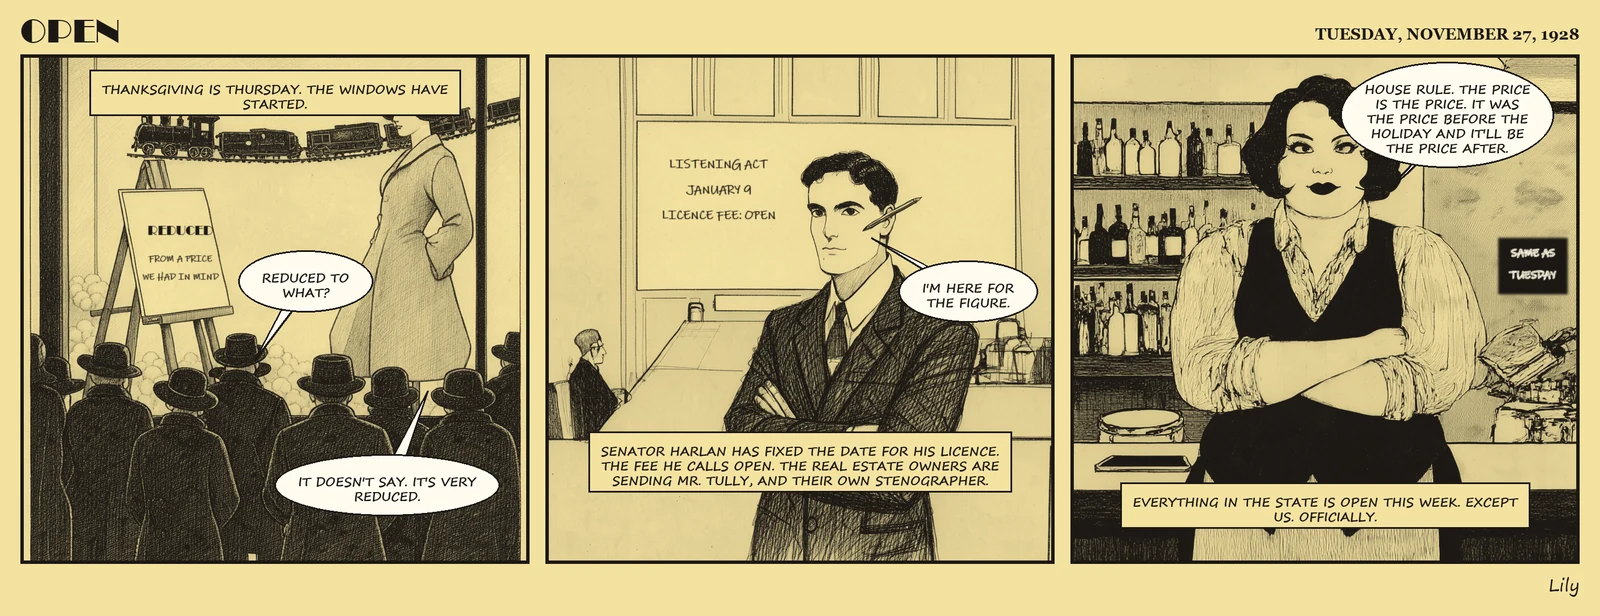 OPEN
TUESDAY, NOVEMBER 27, 1928
THANKSGIVING IS THURSDAY. THE WINDOWS HAVE
STARTED.
REDUCED
FROM A PRICE
WE HAD IN MIND
REDUCED TO
WHAT?
IT DOESN'T SAY. IT'S VERY
REDUCED.
LISTENING ACT
JANUARY 9
LICENCE FEE: OPEN
I'M HERE FOR
THE FIGURE.
SENATOR HARLAN HAS FIXED THE DATE FOR HIS LICENCE.
THE FEE HE CALLS OPEN. THE REAL ESTATE OWNERS ARE
SENDING MR. TULLY, AND THEIR OWN STENOGRAPHER.
HOUSE RULE. THE PRICE
IS THE PRICE. IT WAS
THE PRICE BEFORE THE
HOLIDAY AND IT'LL BE
THE PRICE AFTER.
SAME AS
TUESDAY
EVERYTHING IN THE STATE IS OPEN THIS WEEK. EXCEPT
US. OFFICIALLY.
Lily